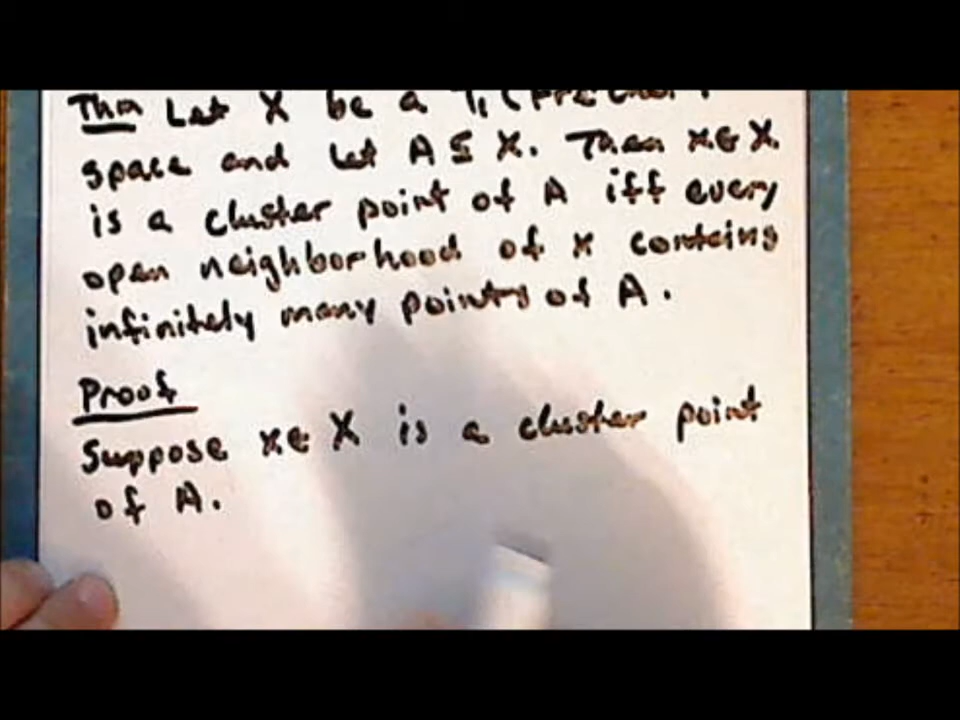 Thm Let X be a T₁
space and let A ⊆ X. Then x ∈ X
is a cluster point of A iff every
open neighborhood of x contains
infinitely many points of A.
Proof
Suppose x ∈ X is a cluster point
of A.